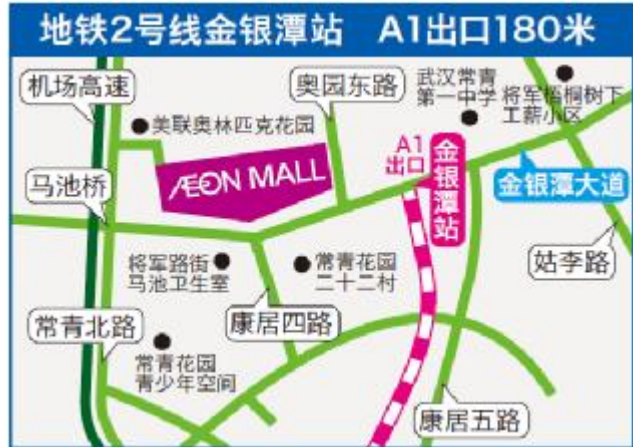 地铁2号线金银潭站 A1出口180米
机场高速
奥园东路
武汉常青
第一中学
将军梧桐树下
工薪小区
美联奥林匹克花园
A1
出口
金银潭站
AEON MALL
金银潭大道
马池桥
姑李路
将军路街
马池卫生室
常青花园
二十二村
常青北路
康居四路
常青花园
青少年空间
康居五路